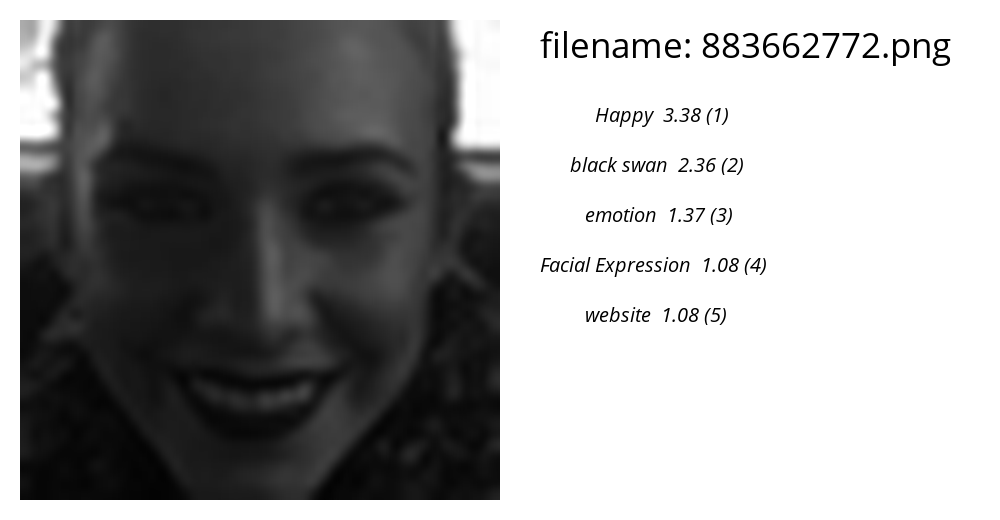 filename: 883662772.png
Happy 3.38 (1)
black swan 2.36 (2)
emotion 1.37 (3)
Facial Expression 1.08 (4)
website 1.08 (5)